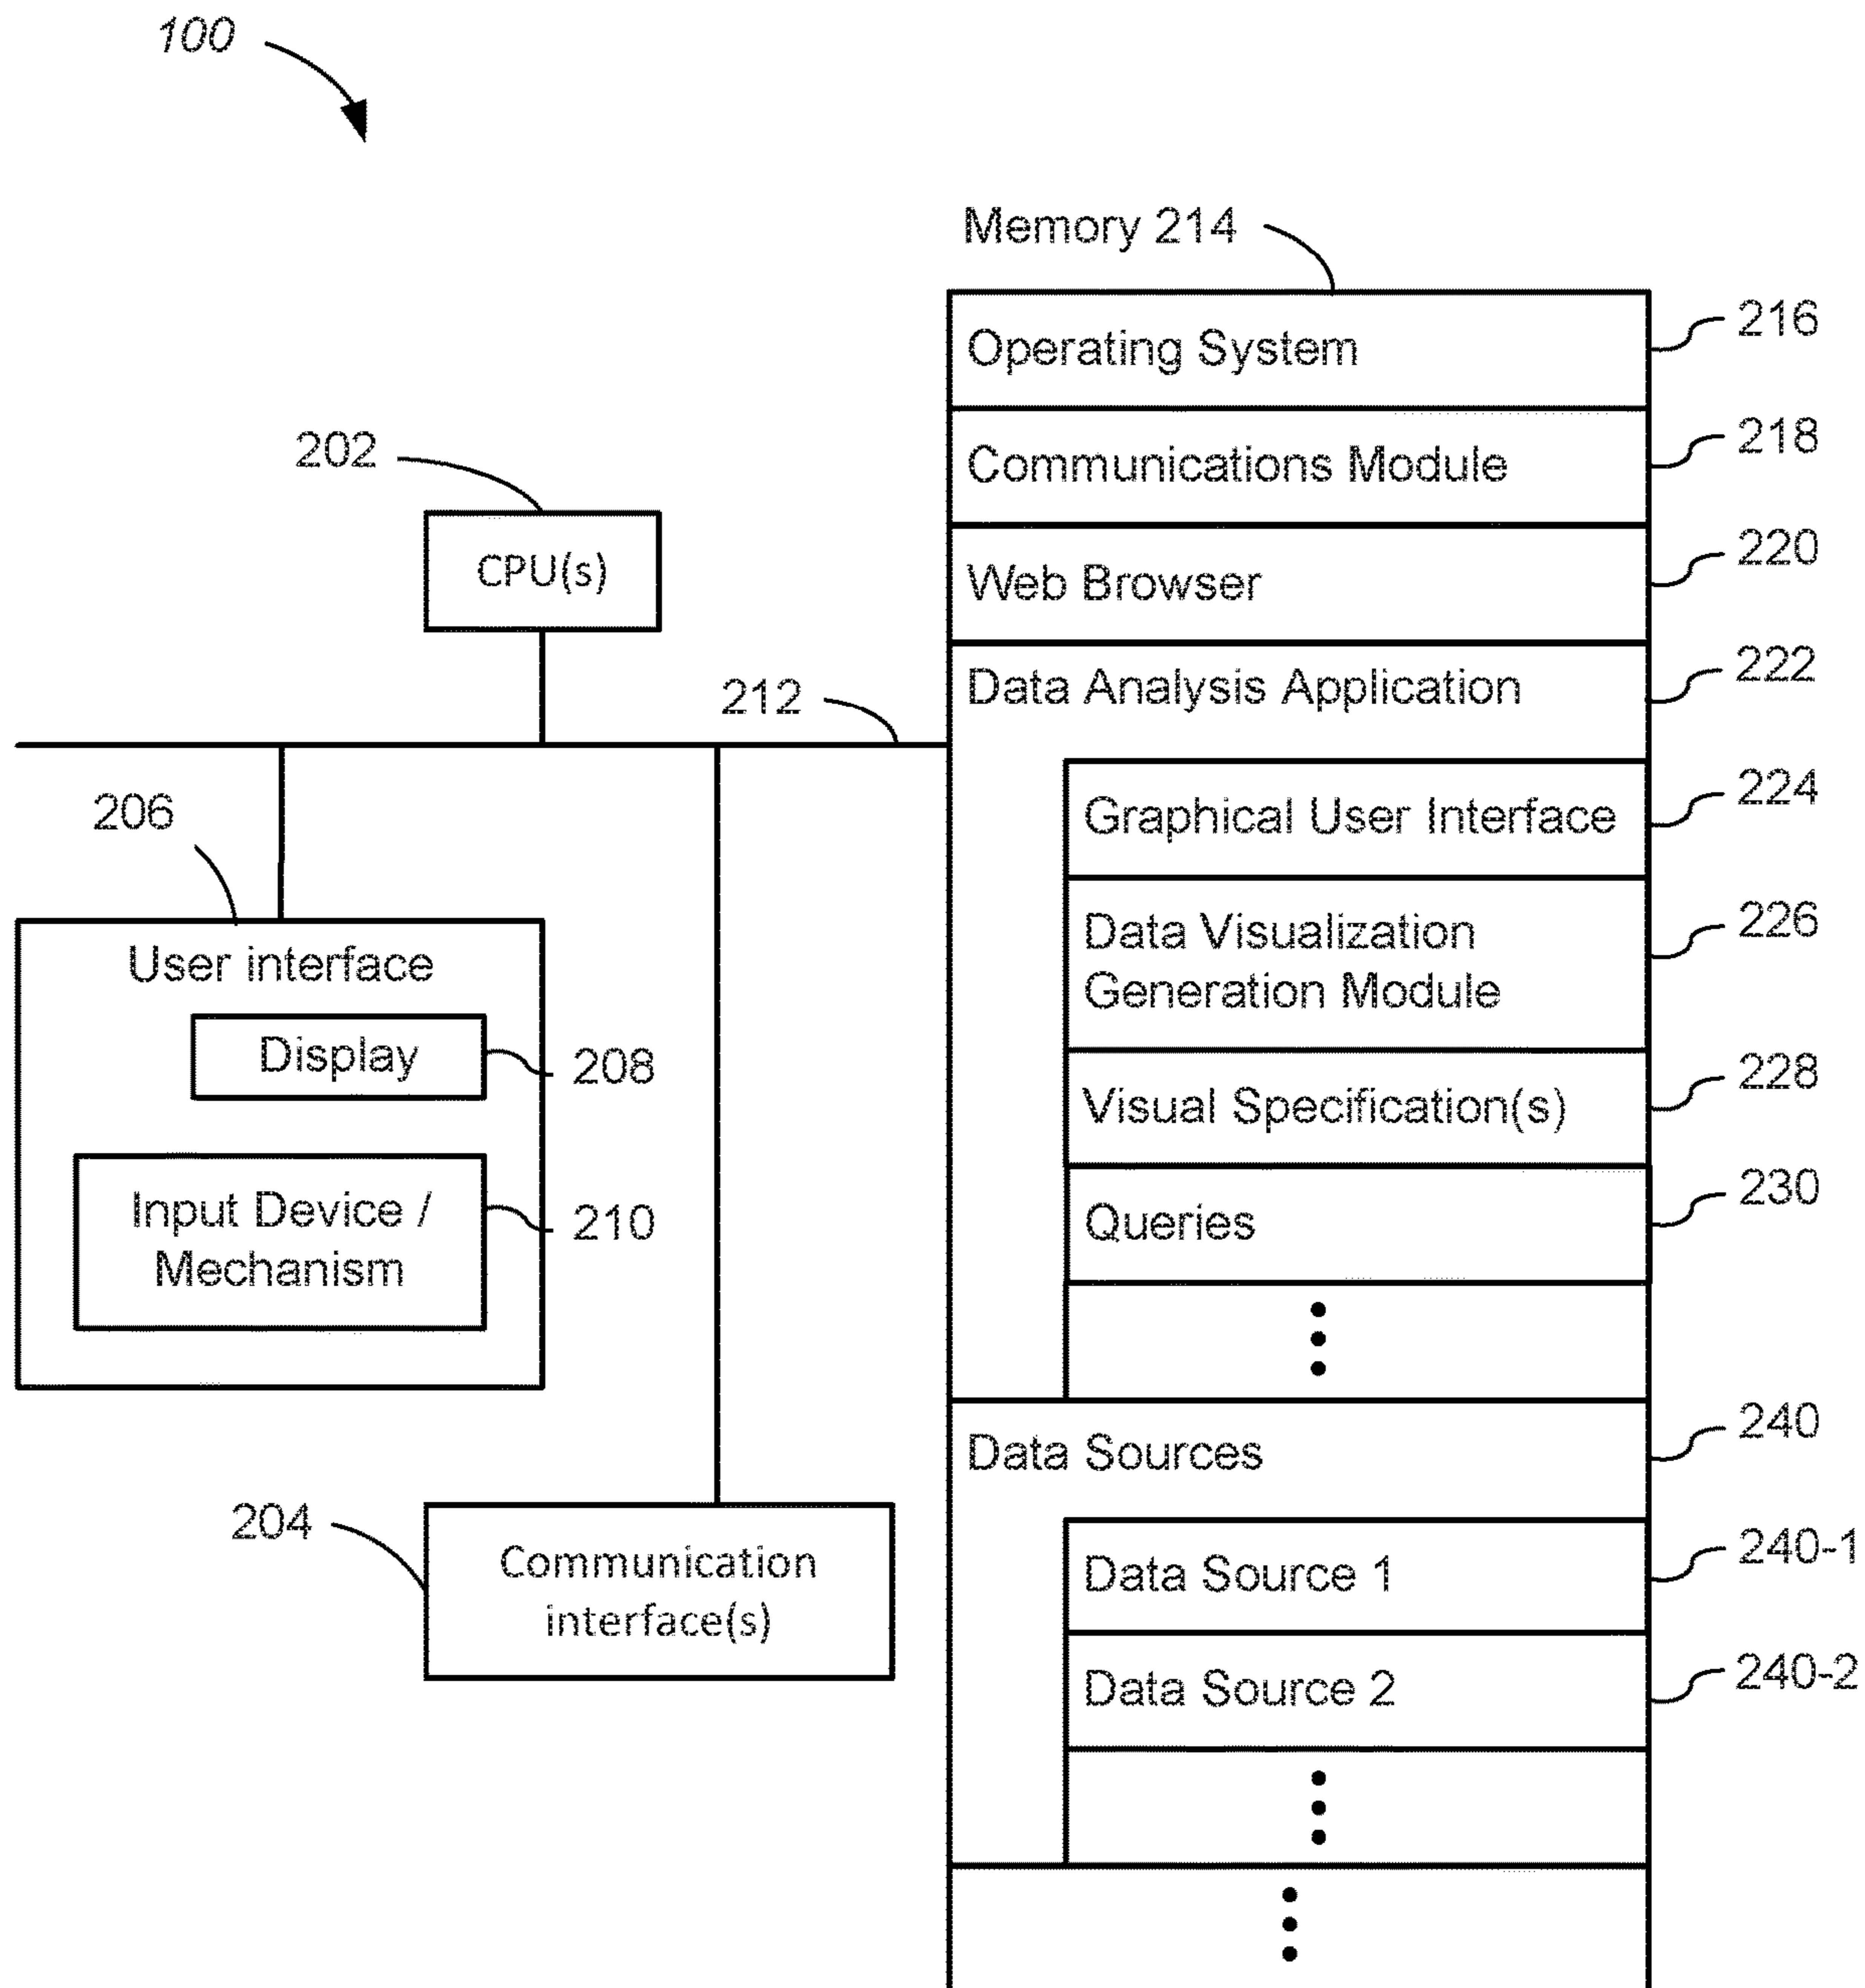 100
Memory 214
Operating System
216
Communications Module
218
Web Browser
220
Data Analysis Application
222
Graphical User Interface
224
Data Visualization
Generation Module
226
Visual Specification(s)
228
Queries
230
Data Sources
240
Data Source 1
240-1
Data Source 2
240-2
202
CPU(s)
212
206
User interface
Display
208
Input Device /
Mechanism
210
204
Communication
interface(s)